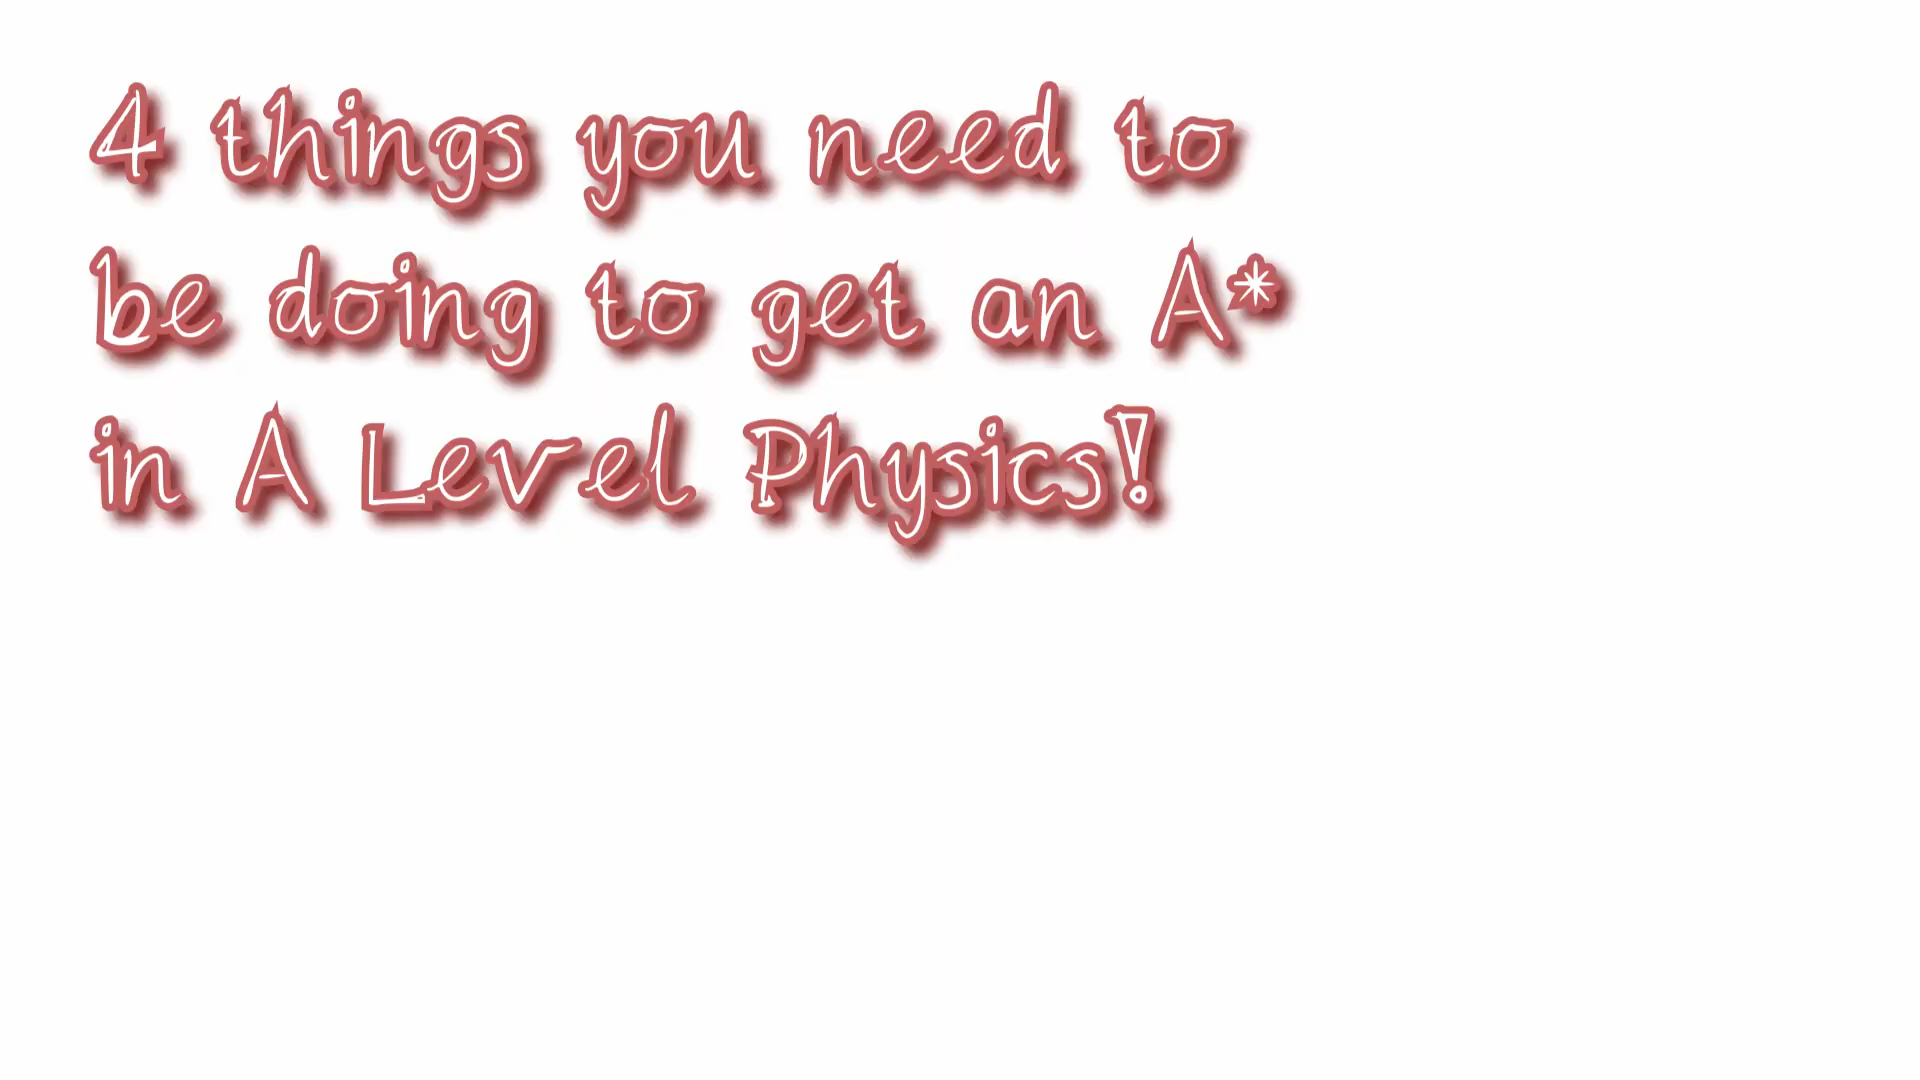 4 things you need to
be doing to get an A*
in A Level Physics!